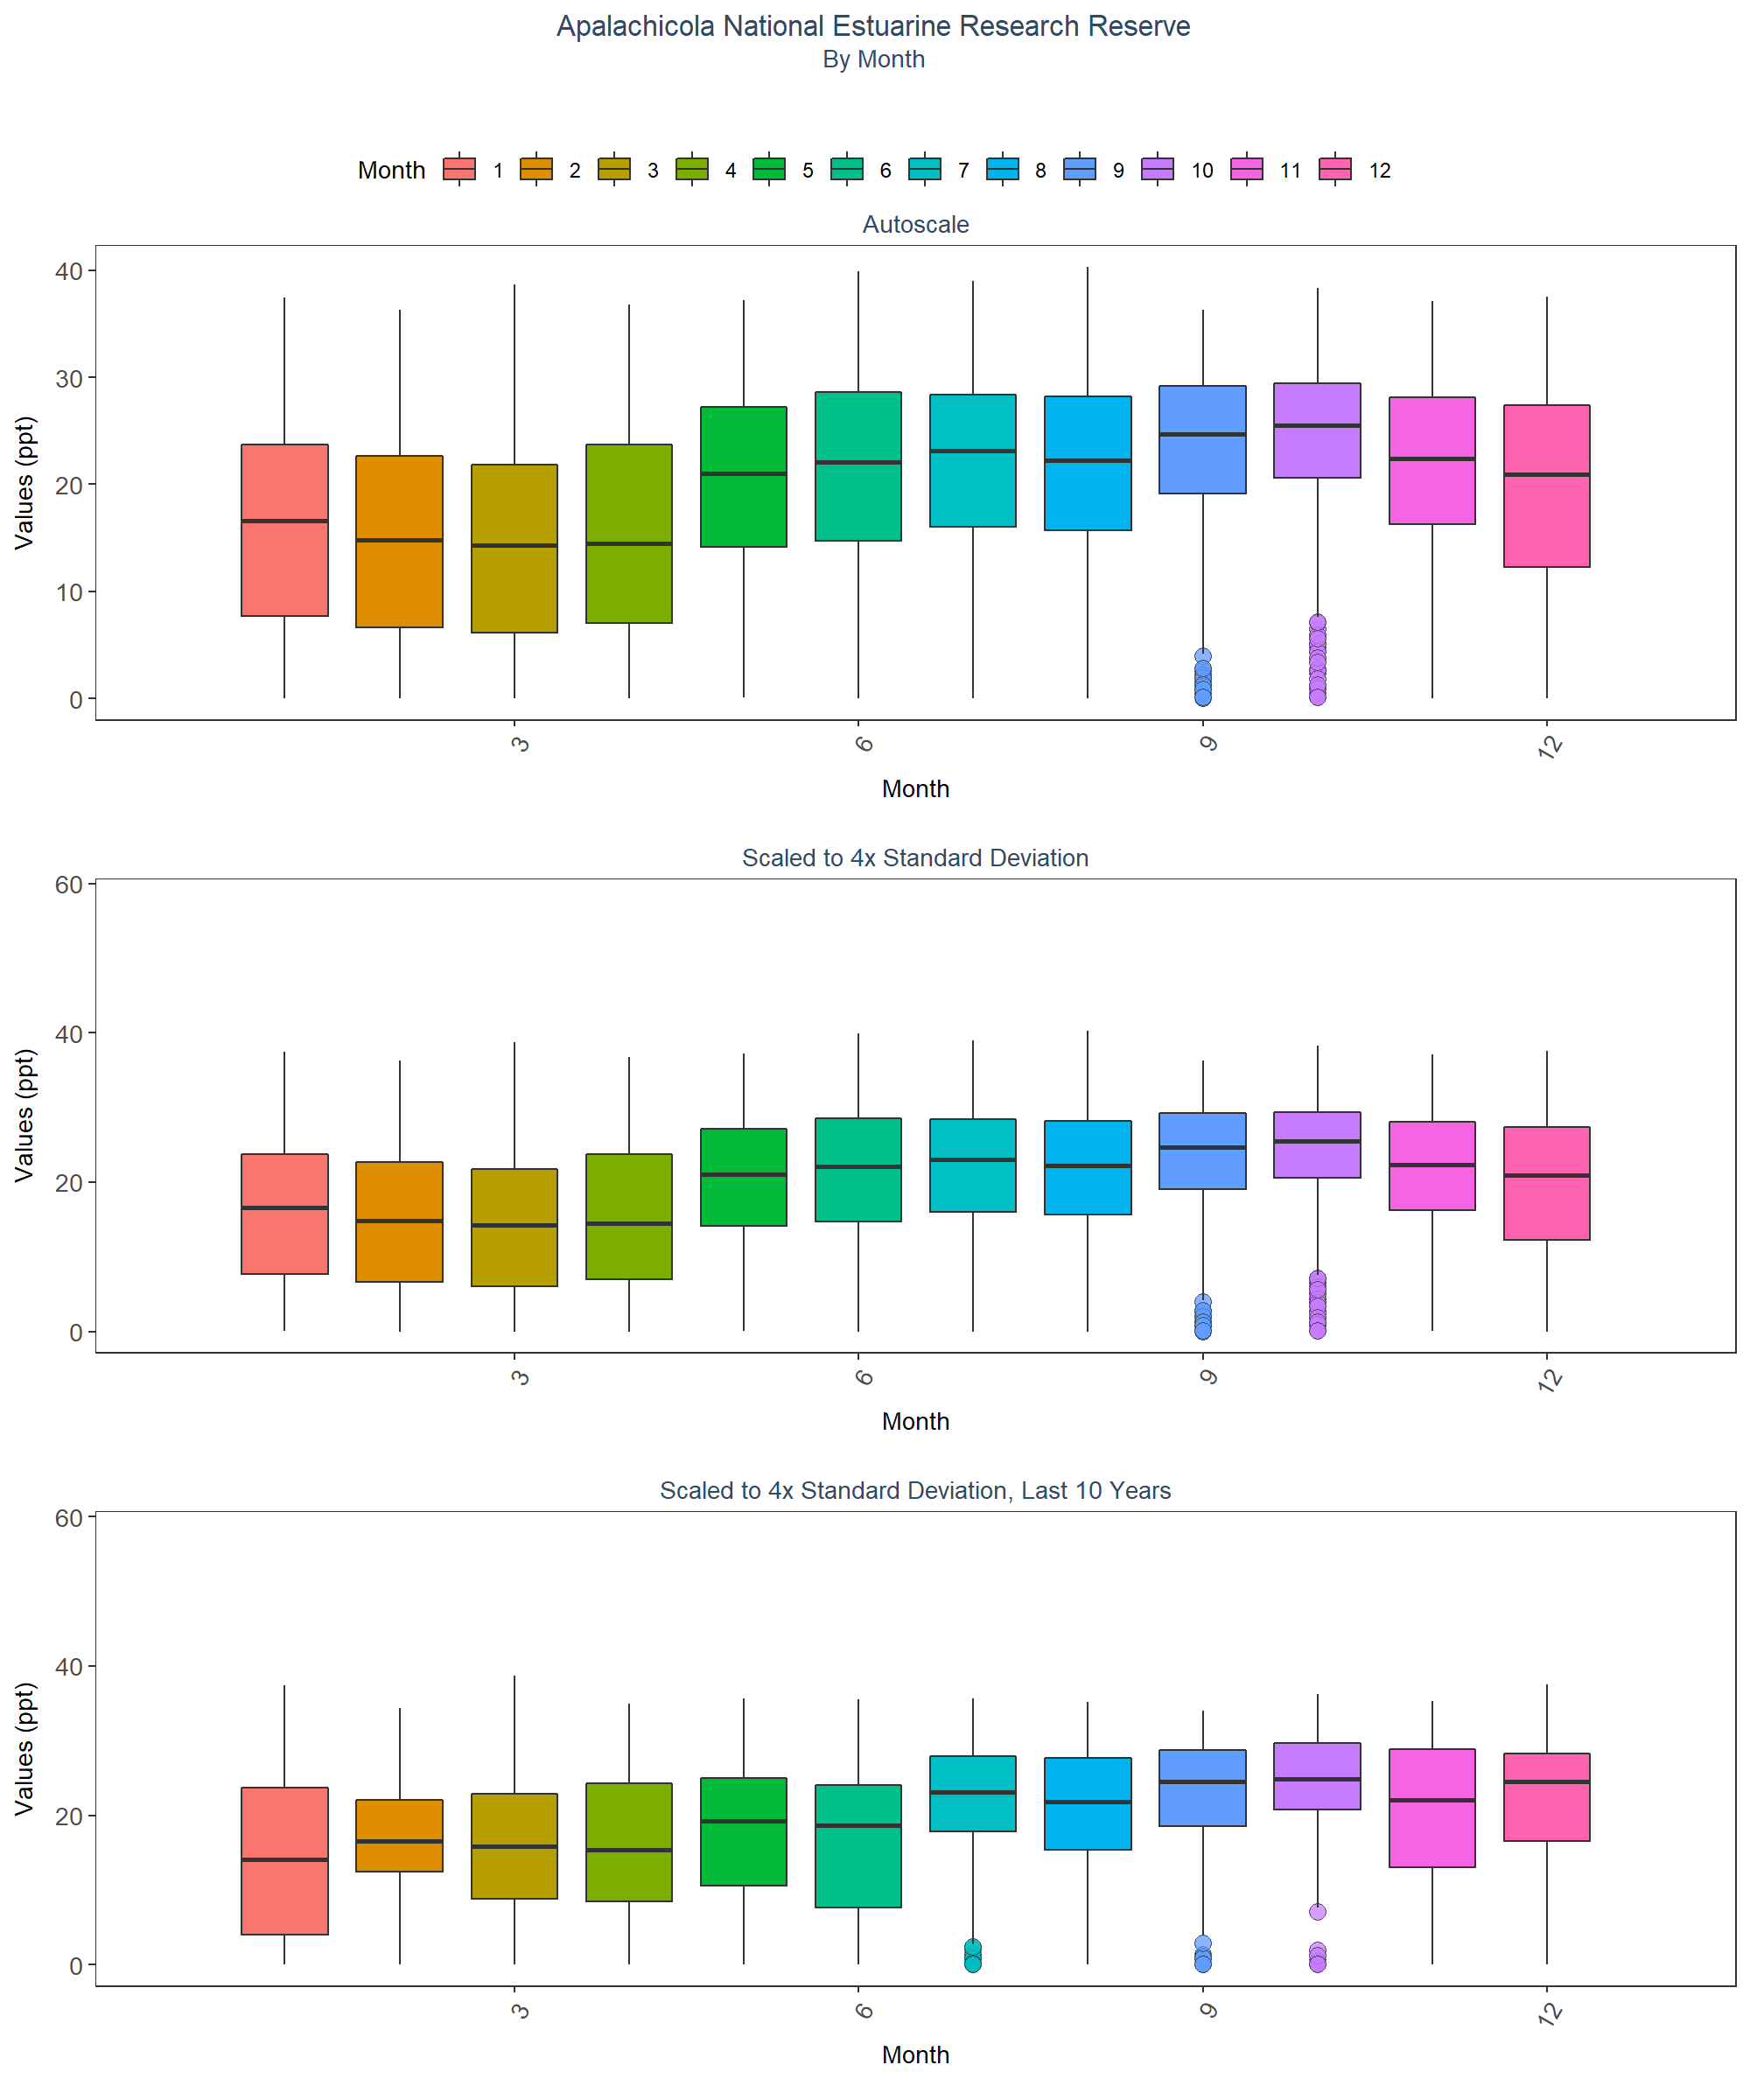 Apalachicola National Estuarine Research Reserve
By Month
Month 1 2 3 4 5 6 7 8 9 10 11 12
Autoscale
Values (ppt)
40
30
20
10
0
3 6 9 12
Month
Scaled to 4x Standard Deviation
Values (ppt)
60
40
20
0
3 6 9 12
Month
Scaled to 4x Standard Deviation, Last 10 Years
Values (ppt)
60
40
20
0
3 6 9 12
Month